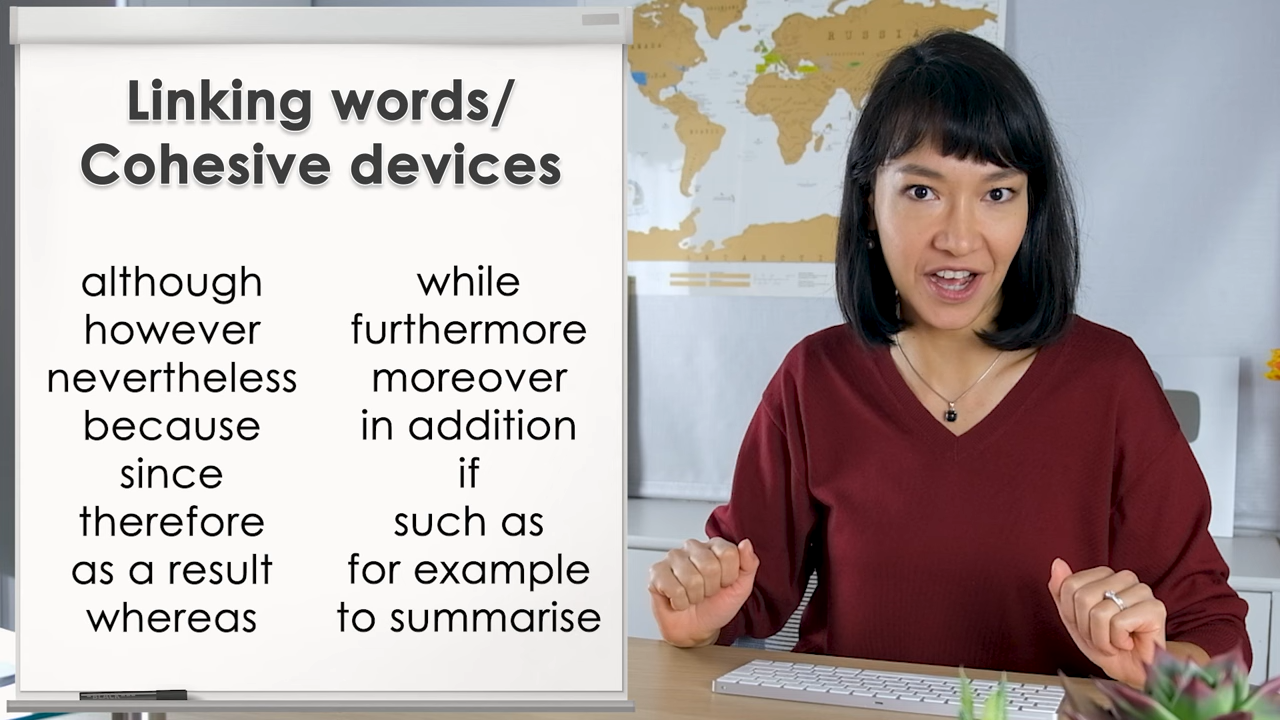 Linking words/
Cohesive devices
although
however
nevertheless
because
since
therefore
as a result
whereas
while
furthermore
moreover
in addition
if
such as
for example
to summarise
RUSSIA